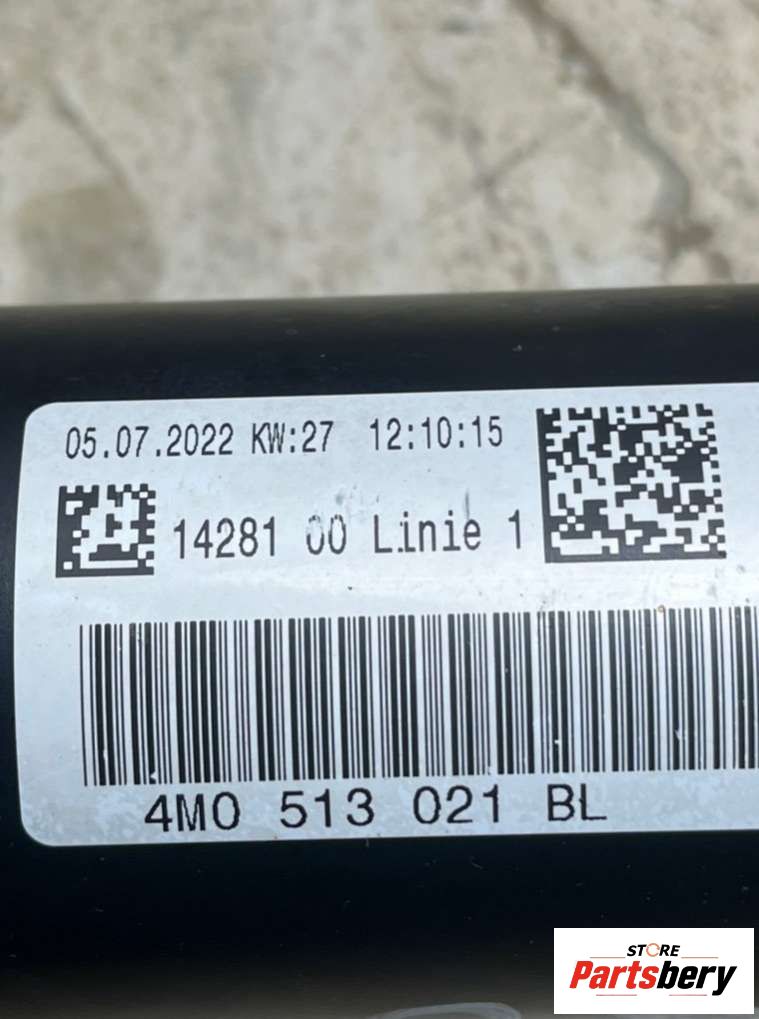 05.07.2022 KW:27 12:10:15
14281 00 Linie 1
4M0 513 021 BL
STORE
Partsbery